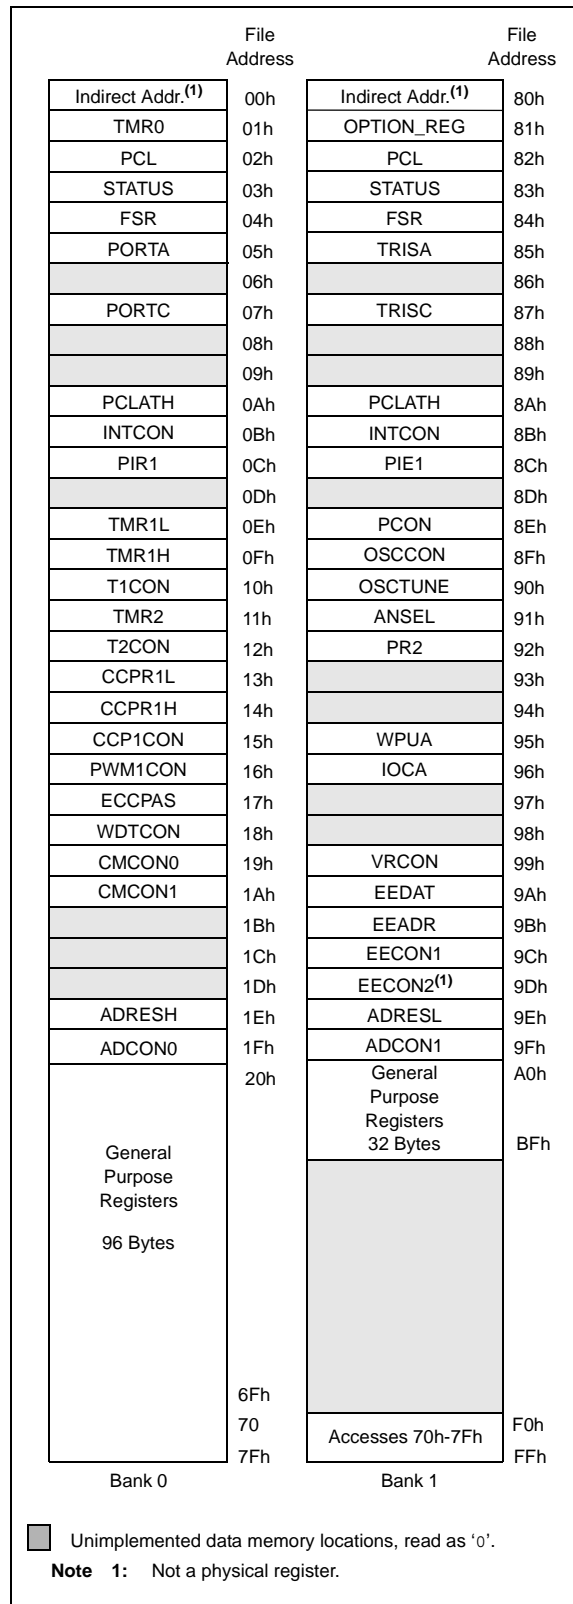 File Address File Address
Indirect Addr.(1) 00h Indirect Addr.(1) 80h
TMR0 01h OPTION_REG 81h
PCL 02h PCL 82h
STATUS 03h STATUS 83h
FSR 04h FSR 84h
PORTA 05h TRISA 85h
06h 86h
PORTC 07h TRISC 87h
08h 88h
09h 89h
PCLATH 0Ah PCLATH 8Ah
INTCON 0Bh INTCON 8Bh
PIR1 0Ch PIE1 8Ch
0Dh 8Dh
TMR1L 0Eh PCON 8Eh
TMR1H 0Fh OSCCON 8Fh
T1CON 10h OSCTUNE 90h
TMR2 11h ANSEL 91h
T2CON 12h PR2 92h
CCPR1L 13h 93h
CCPR1H 14h 94h
CCP1CON 15h WPUA 95h
PWM1CON 16h IOCA 96h
ECCPAS 17h 97h
WDTCON 18h 98h
CMCON0 19h VRCON 99h
CMCON1 1Ah EEDAT 9Ah
1Bh EEADR 9Bh
1Ch EECON1 9Ch
1Dh EECON2(1) 9Dh
ADRESH 1Eh ADRESL 9Eh
ADCON0 1Fh ADCON1 9Fh
20h General A0h
Purpose
Registers
32 Bytes BFh
General
Purpose
Registers
96 Bytes
6Fh
70 Accesses 70h-7Fh F0h
7Fh FFh
Bank 0 Bank 1
Unimplemented data memory locations, read as ‘0’.
Note 1: Not a physical register.